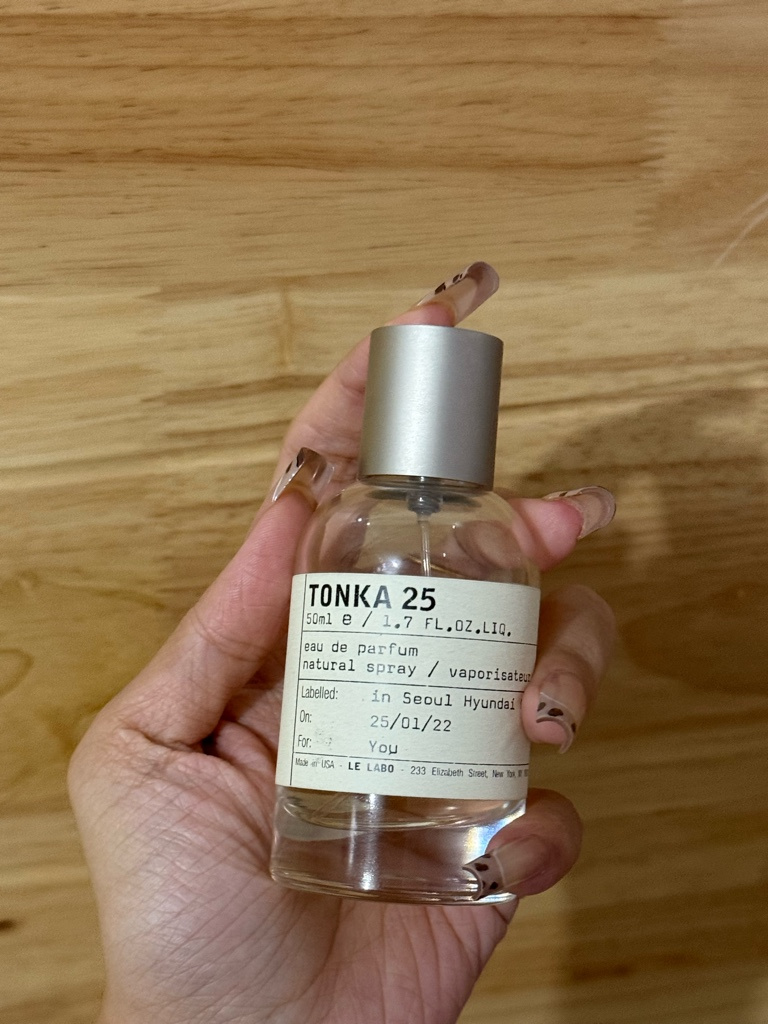 TONKA 25
50ml e / 1.7 FL.OZ.LIQ.
eau de parfum
natural spray / vaporisateur
Labelled: in Seoul Hyundai
On: 25/01/22
For: You
Made in USA - LE LABO - 233 Elizabeth Street, New York,